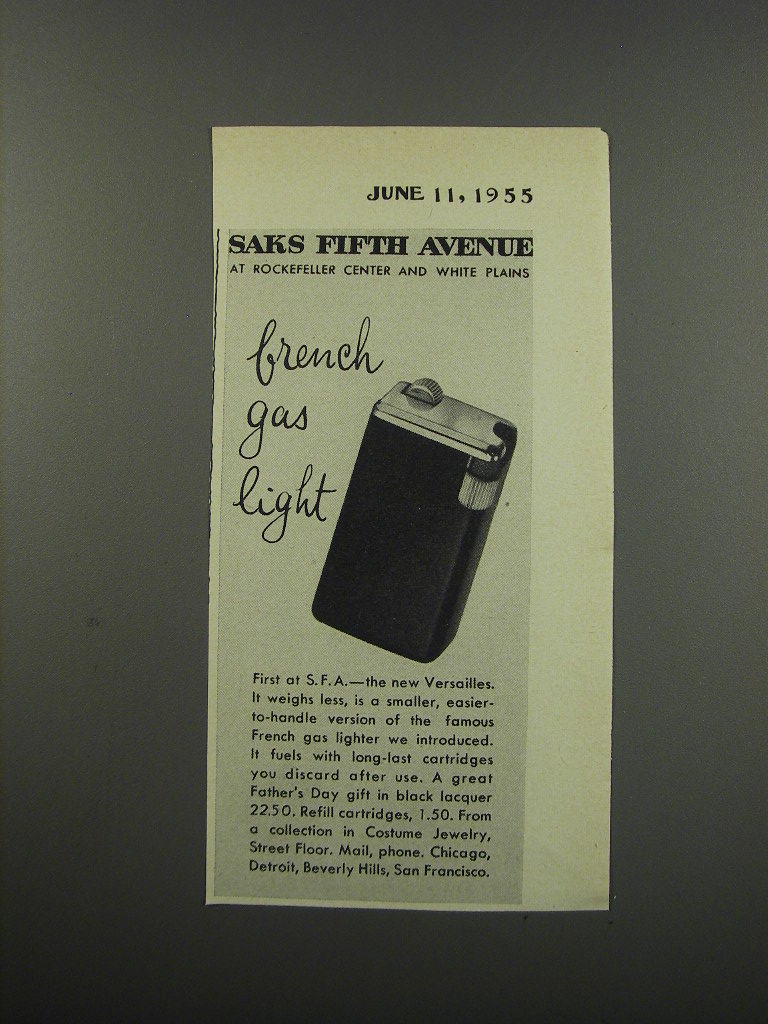 JUNE 11, 1955
SAKS FIFTH AVENUE
AT ROCKEFELLER CENTER AND WHITE PLAINS
french
gas
light
First at S.F.A.—the new Versailles.
It weighs less, is a smaller, easier-
to-handle version of the famous
French gas lighter we introduced.
It fuels with long-last cartridges
you discard after use. A great
Father's Day gift in black lacquer
22.50. Refill cartridges, 1.50. From
a collection in Costume Jewelry,
Street Floor. Mail, phone. Chicago,
Detroit, Beverly Hills, San Francisco.